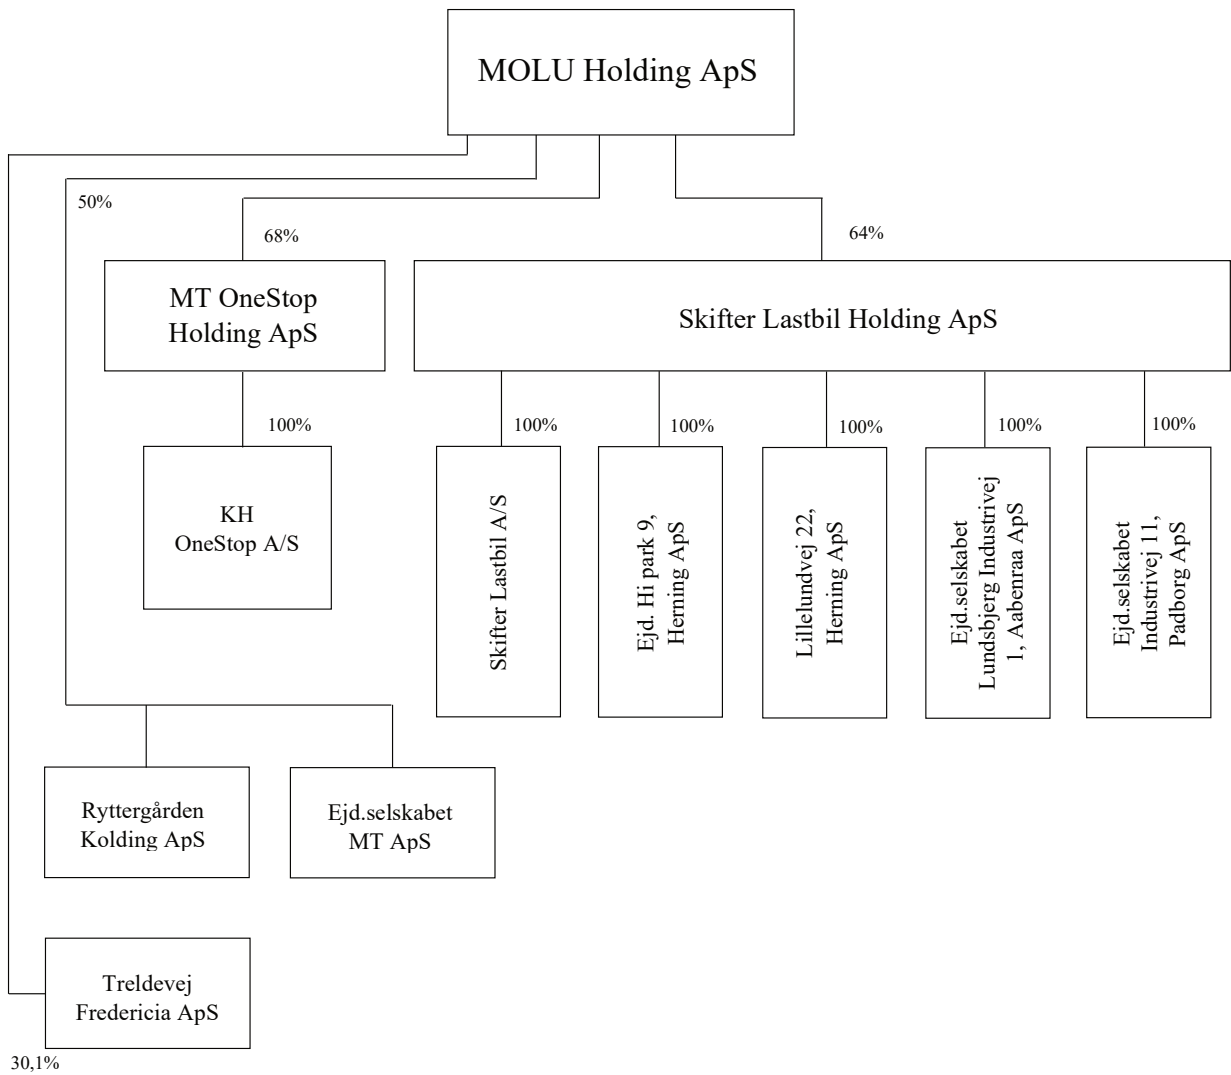 MOLU Holding ApS
50%
68%
64%
MT OneStop
Holding ApS
Skifter Lastbil Holding ApS
100%
100%
100%
100%
100%
100%
KH
OneStop A/S
Skifter Lastbil A/S
Ejd. Hi park 9,
Herning ApS
Lillelundvej 22,
Herning ApS
Ejd.selskabet
Lundsbjerg Industrivej
1, Aabenraa ApS
Ejd.selskabet
Industrivej 11,
Padborg ApS
Ryttergården
Kolding ApS
Ejd.selskabet
MT ApS
Treldevej
Fredericia ApS
30,1%